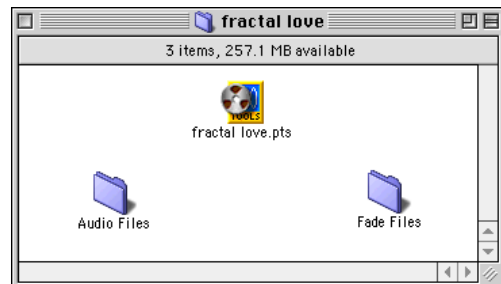 fractal love
3 items, 257.1 MB available
TOOLS
fractal love.pts
Audio Files
Fade Files